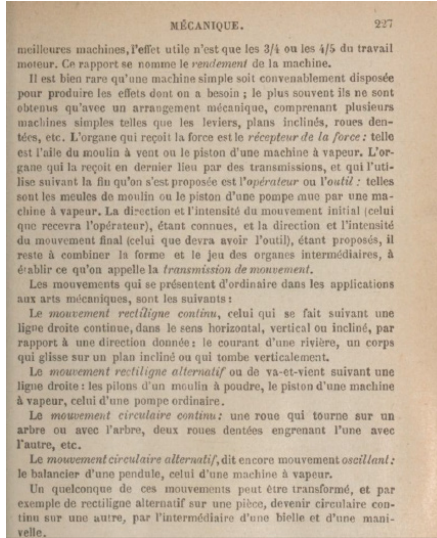 MÉCANIQUE. 227
meilleures machines, l'effet utile n'est que les 3/4 ou les 4/5 du travail
moteur. Ce rapport se nomme le rendement de la machine.
Il est bien rare qu'une machine simple soit convenablement disposée
pour produire les effets dont on a besoin ; le plus souvent ils ne sont
obtenus qu'avec un arrangement mécanique, comprenant plusieurs
machines simples telles que les leviers, plans inclinés, roues den-
tées, etc. L'organe qui reçoit la force est le récepteur de la force : telle
est l'aile du moulin à vent ou le piston d'une machine à vapeur. L'or-
gane qui la reçoit en dernier lieu par des transmissions, et qui l'uti-
lise suivant la fin qu'on s'est proposée est l'opérateur ou l'outil : telles
sont les meules de moulin ou le piston d'une pompe mue par une ma-
chine à vapeur. La direction et l'intensité du mouvement initial (celui
que recevra l'opérateur), étant connues, et la direction et l'intensité
du mouvement final (celui que devra avoir l'outil), étant proposés, il
reste à combiner la forme et le jeu des organes intermédiaires, à
établir ce qu'on appelle la transmission de mouvement.
Les mouvements qui se présentent d'ordinaire dans les applications
aux arts mécaniques, sont les suivants :
Le mouvement rectiligne continu, celui qui se fait suivant une
ligne droite continue, dans le sens horizontal, vertical ou incliné, par
rapport à une direction donnée : le courant d'une rivière, un corps
qui glisse sur un plan incliné ou qui tombe verticalement.
Le mouvement rectiligne alternatif ou de va-et-vient suivant une
ligne droite : les pilons d'un moulin à poudre, le piston d'une machine
à vapeur, celui d'une pompe ordinaire.
Le mouvement circulaire continu : une roue qui tourne sur un
arbre ou avec l'arbre, deux roues dentées engrenant l'une avec
l'autre, etc.
Le mouvement circulaire alternatif, dit encore mouvement oscillant :
le balancier d'une pendule, celui d'une machine à vapeur.
Un quelconque de ces mouvements peut être transformé, et par
exemple de rectiligne alternatif sur une pièce, devenir circulaire con-
tinu sur une autre, par l'intermédiaire d'une bielle et d'une mani-
velle.